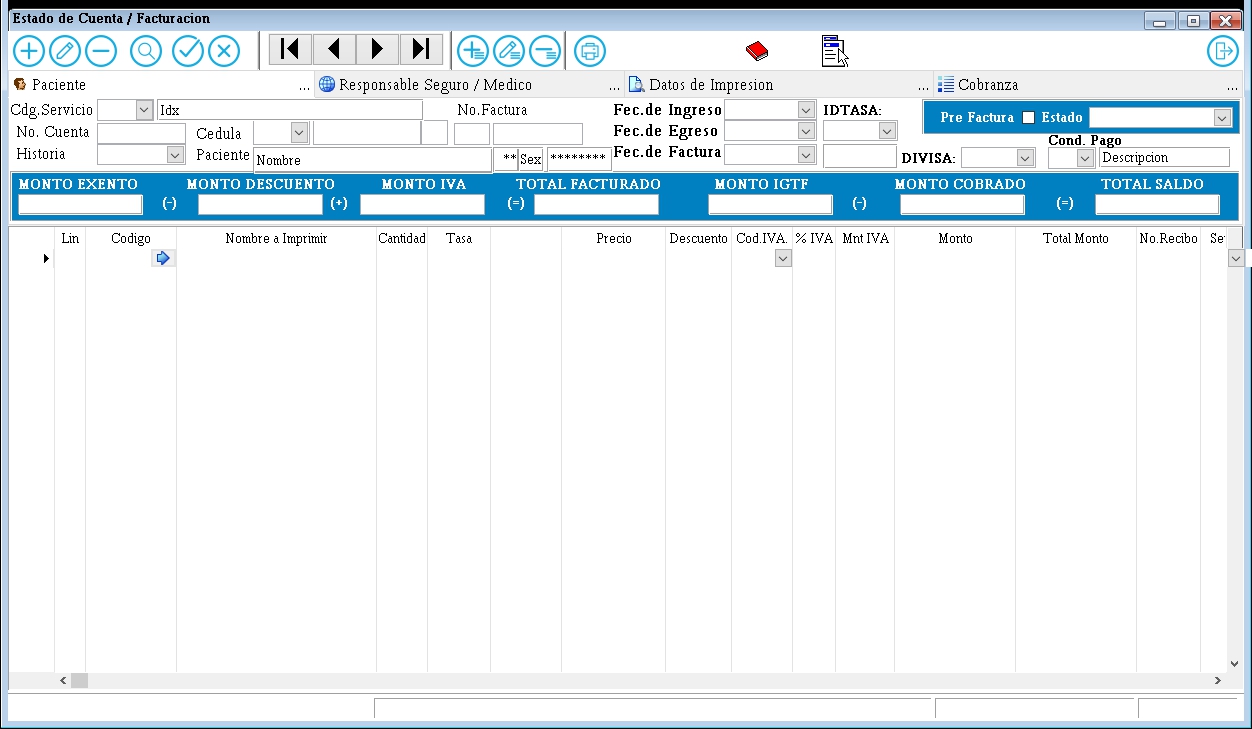 Estado de Cuenta / Facturacion
Paciente ... Responsable Seguro / Medico ... Datos de Impresion ... Cobranza ...
Cdg.Servicio Idx No.Factura Fec.de Ingreso IDTASA: Pre Factura Estado
No. Cuenta Cedula Fec.de Egreso Cond. Pago
Historia Paciente Nombre ** Sex ******** Fec.de Factura DIVISA: Descripcion
MONTO EXENTO MONTO DESCUENTO MONTO IVA TOTAL FACTURADO MONTO IGTF MONTO COBRADO TOTAL SALDO
(-) (+) (=) (-) (=)
Lin Codigo Nombre a Imprimir Cantidad Tasa Precio Descuento Cod.IVA. % IVA Mnt IVA Monto Total Monto No.Recibo Se